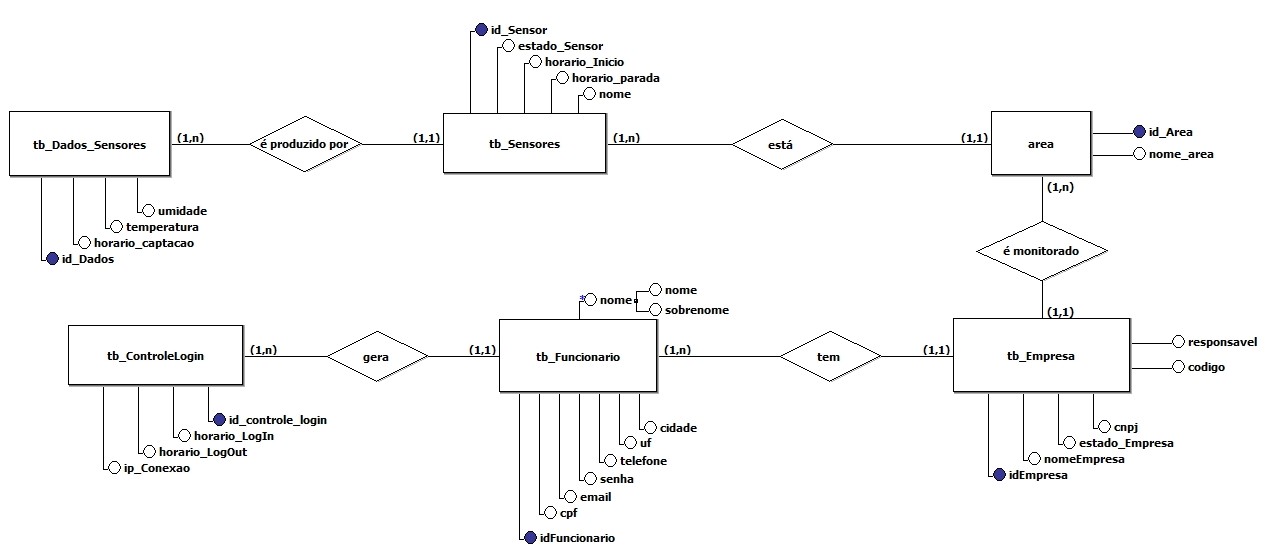 id_Sensor
estado_Sensor
horario_Inicio
horario_parada
nome
tb_Dados_Sensores
(1,n)
é produzido por
(1,1)
tb_Sensores
(1,n)
está
(1,1)
area
id_Area
nome_area
umidade
temperatura
horario_captacao
id_Dados
(1,n)
é monitorado
(1,1)
* nome
nome
sobrenome
tb_ControleLogin
(1,n)
gera
(1,1)
tb_Funcionario
(1,n)
tem
(1,1)
tb_Empresa
responsavel
codigo
id_controle_login
horario_LogIn
horario_LogOut
ip_Conexao
cidade
uf
telefone
senha
email
cpf
idFuncionario
cnpj
estado_Empresa
nomeEmpresa
idEmpresa